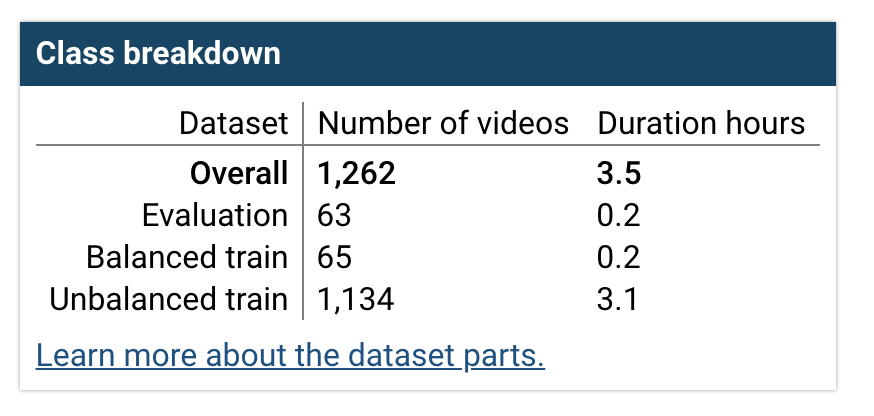 Class breakdown
Dataset Number of videos Duration hours
Overall 1,262 3.5
Evaluation 63 0.2
Balanced train 65 0.2
Unbalanced train 1,134 3.1
Learn more about the dataset parts.